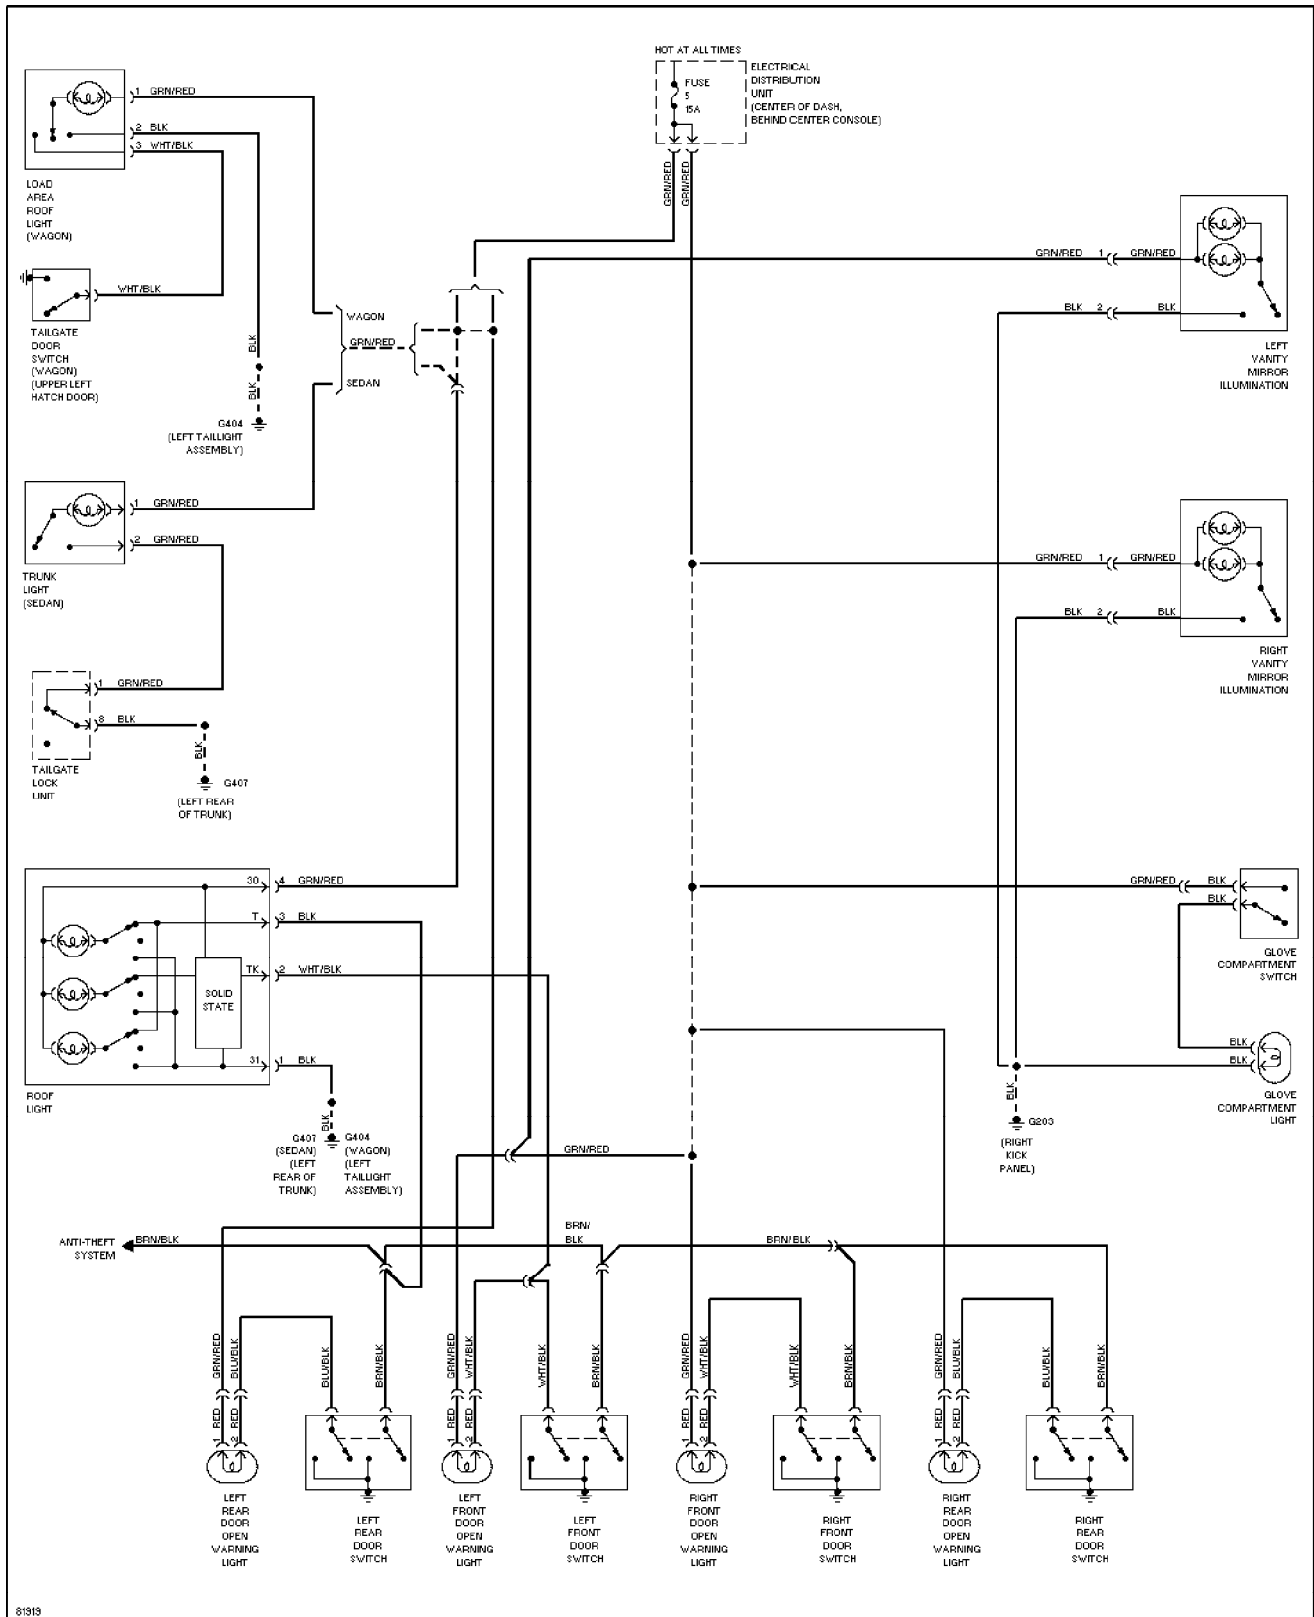 HOT AT ALL TIMES
FUSE
5
15A
ELECTRICAL
DISTRIBUTION
UNIT
(CENTER OF DASH,
BEHIND CENTER CONSOLE)
GRN/RED
GRN/RED
1 GRN/RED
2 BLK
3 WHT/BLK
LOAD
AREA
ROOF
LIGHT
(WAGON)
WHT/BLK
TAILGATE
DOOR
SWITCH
(WAGON)
(UPPER LEFT
HATCH DOOR)
BLK
BLK
G404
(LEFT TAILLIGHT
ASSEMBLY)
WAGON
GRN/RED
SEDAN
GRN/RED 1 GRN/RED
BLK 2 BLK
LEFT
VANITY
MIRROR
ILLUMINATION
1 GRN/RED
2 GRN/RED
TRUNK
LIGHT
(SEDAN)
GRN/RED 1 GRN/RED
BLK 2 BLK
RIGHT
VANITY
MIRROR
ILLUMINATION
1 GRN/RED
8 BLK
BLK
TAILGATE
LOCK
UNIT
G407
(LEFT REAR
OF TRUNK)
30 4 GRN/RED
T 3 BLK
TK 2 WHT/BLK
SOLID
STATE
31 1 BLK
ROOF
LIGHT
BLK
G407
(SEDAN)
(LEFT
REAR OF
TRUNK)
G404
(WAGON)
(LEFT
TAILLIGHT
ASSEMBLY)
GRN/RED BLK
BLK
GLOVE
COMPARTMENT
SWITCH
BLK
BLK
GLOVE
COMPARTMENT
LIGHT
BLK
G203
(RIGHT
KICK
PANEL)
GRN/RED
ANTI-THEFT
SYSTEM
BRN/BLK
BRN/
BLK
BRN/BLK
GRN/RED
BLU/BLK
BLU/BLK
BRN/BLK
GRN/RED
WHT/BLK
WHT/BLK
BRN/BLK
GRN/RED
WHT/BLK
WHT/BLK
BRN/BLK
GRN/RED
BLU/BLK
BLU/BLK
BRN/BLK
1 RED
2 RED
1 RED
2 RED
1 RED
2 RED
1 RED
2 RED
LEFT
REAR
DOOR
OPEN
WARNING
LIGHT
LEFT
REAR
DOOR
SWITCH
LEFT
FRONT
DOOR
OPEN
WARNING
LIGHT
LEFT
FRONT
DOOR
SWITCH
RIGHT
FRONT
DOOR
OPEN
WARNING
LIGHT
RIGHT
FRONT
DOOR
SWITCH
RIGHT
REAR
DOOR
OPEN
WARNING
LIGHT
RIGHT
REAR
DOOR
SWITCH
81919